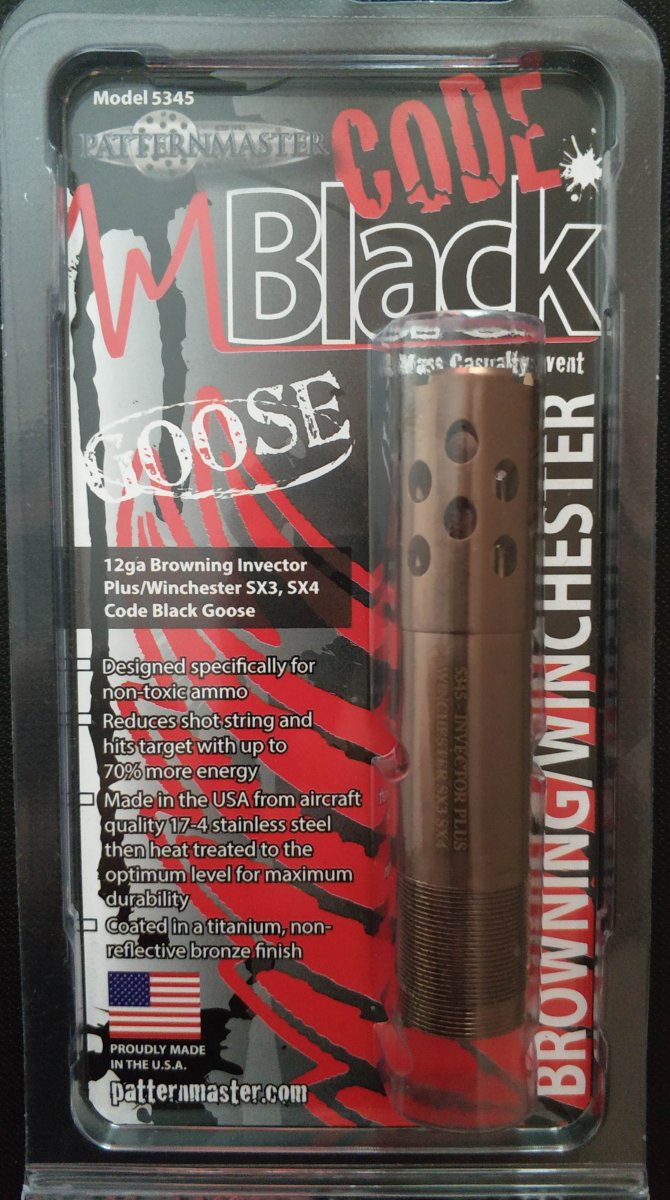 Model 5345
PATTERNMASTER
CODE
Black
Mass Casualty Event
GOOSE
12ga Browning Invector
Plus/Winchester SX3, SX4
Code Black Goose
Designed specifically for
non-toxic ammo
Reduces shot string and
hits target with up to
70% more energy
Made in the USA from aircraft
quality 17-4 stainless steel
then heat treated to the
optimum level for maximum
durability
Coated in a titanium, non-
reflective bronze finish
PROUDLY MADE
IN THE U.S.A.
patternmaster.com
BROWNING/WINCHESTER
5345 - INVECTOR PLUS
WINCHESTER SX3 SX4